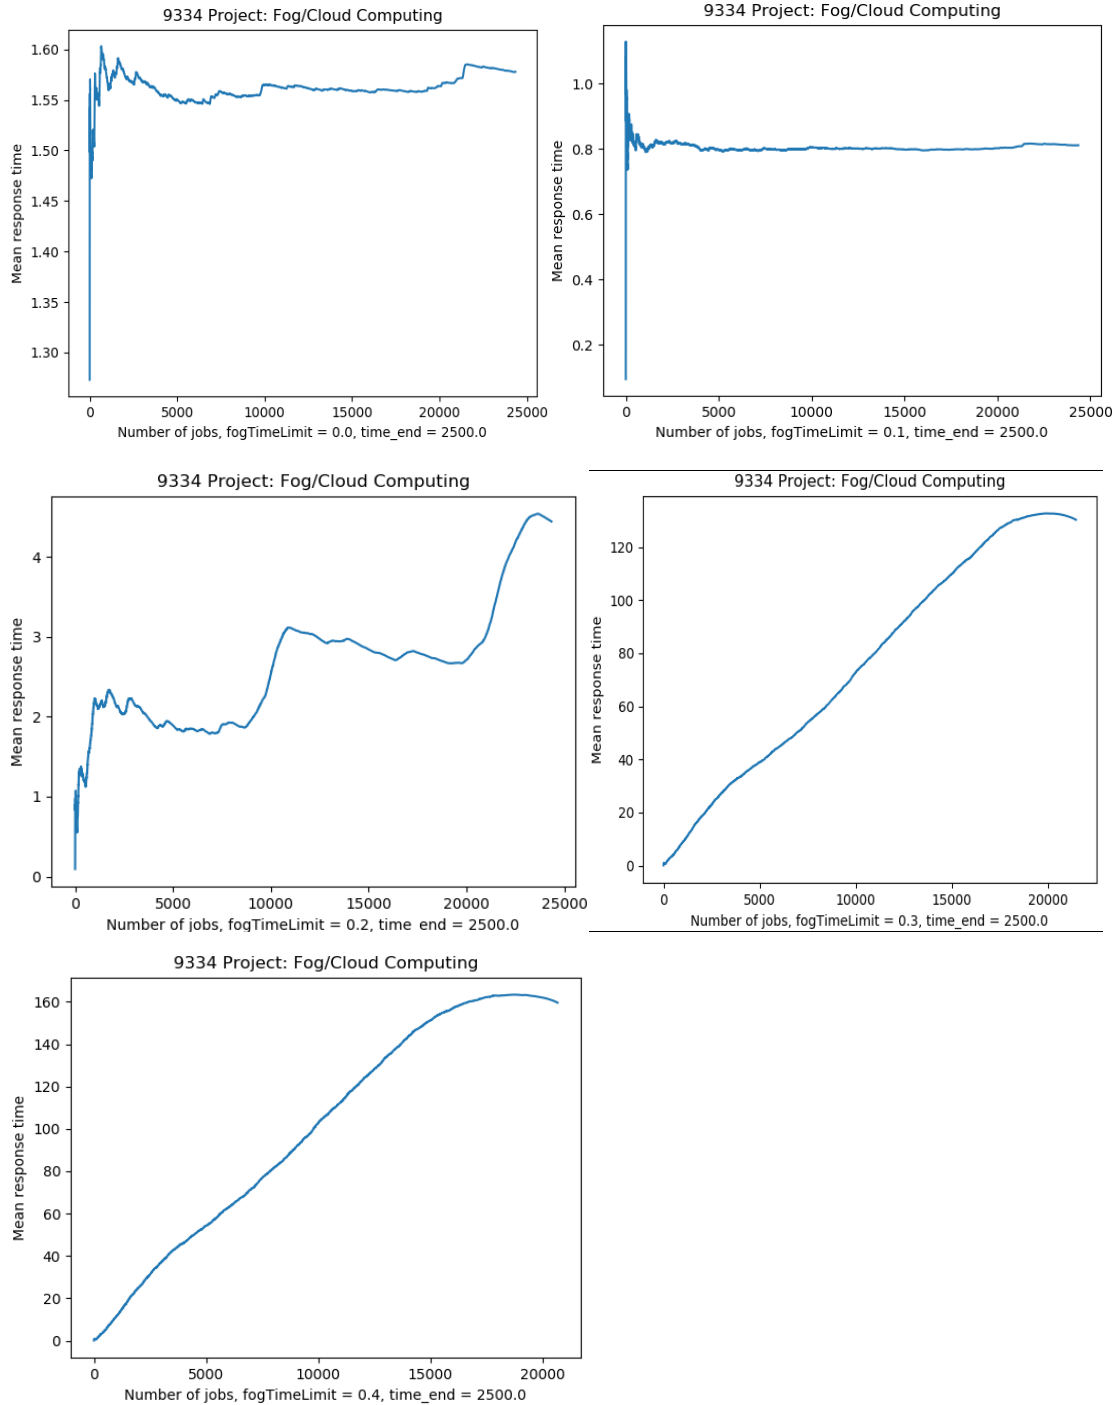 9334 Project: Fog/Cloud Computing
Mean response time
1.60
1.55
1.50
1.45
1.40
1.35
1.30
0 5000 10000 15000 20000 25000
Number of jobs, fogTimeLimit = 0.0, time_end = 2500.0
9334 Project: Fog/Cloud Computing
Mean response time
1.0
0.8
0.6
0.4
0.2
0 5000 10000 15000 20000 25000
Number of jobs, fogTimeLimit = 0.1, time_end = 2500.0
9334 Project: Fog/Cloud Computing
Mean response time
4
3
2
1
0
0 5000 10000 15000 20000 25000
Number of jobs, fogTimeLimit = 0.2, time_end = 2500.0
9334 Project: Fog/Cloud Computing
Mean response time
120
100
80
60
40
20
0
0 5000 10000 15000 20000
Number of jobs, fogTimeLimit = 0.3, time_end = 2500.0
9334 Project: Fog/Cloud Computing
Mean response time
160
140
120
100
80
60
40
20
0
0 5000 10000 15000 20000
Number of jobs, fogTimeLimit = 0.4, time_end = 2500.0